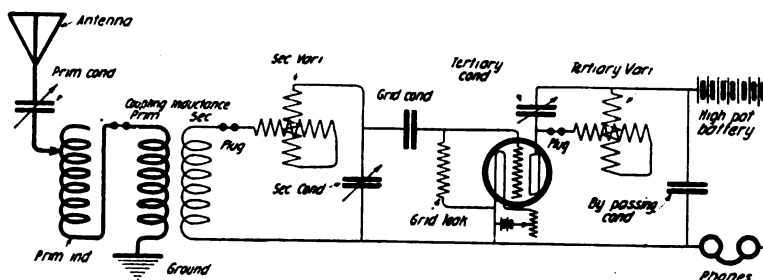 Antenna
Prim cond
Coupling Inductance
Prim
Sec
Sec Vari
Plug
Grid cond
Sec Cond
Tertiary
cond
Tertiary Vari
Plug
High pot
battery
Grid leak
By passing
cond
Prim ind
Ground
Phones